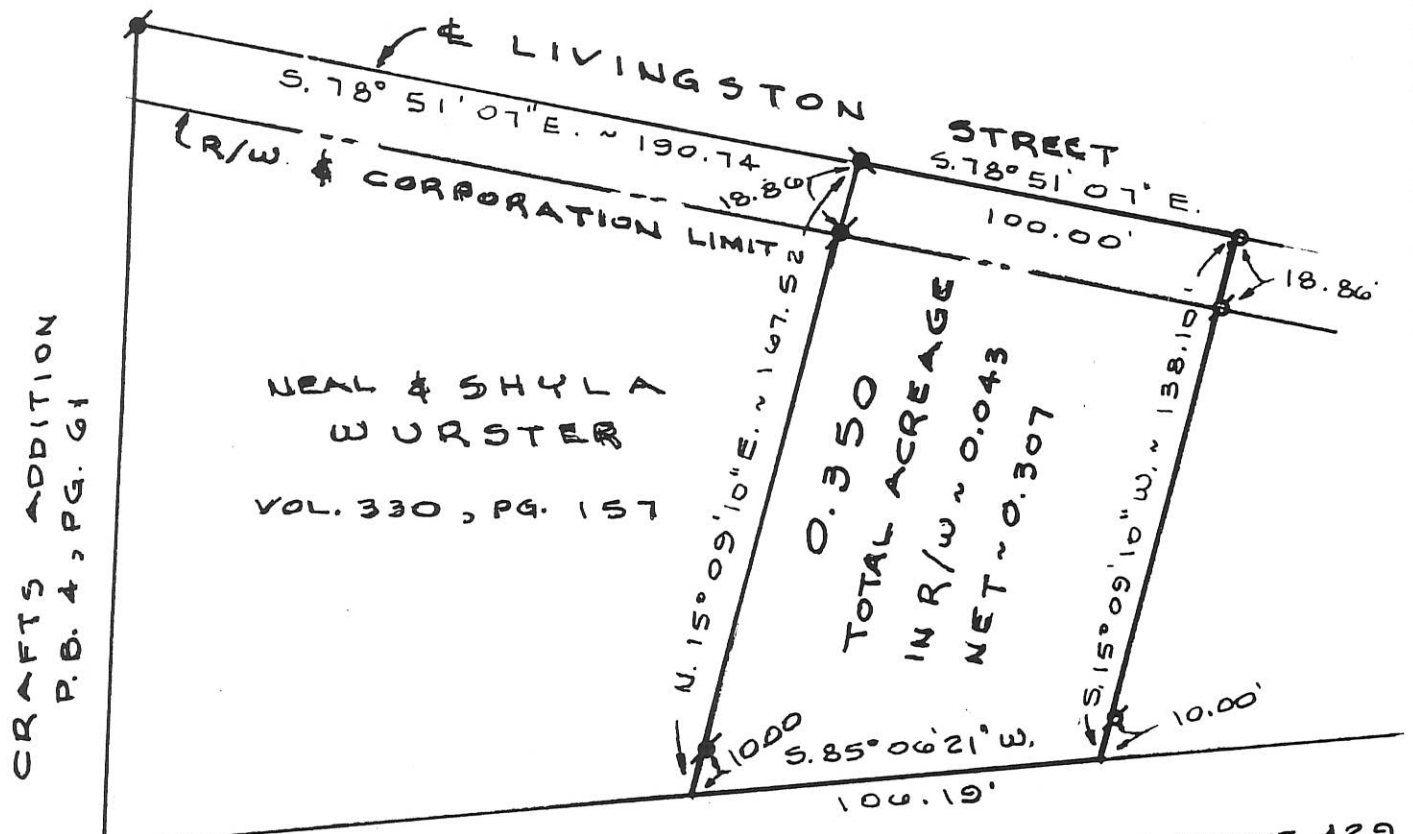 ℄ LIVINGSTON STREET
S. 78° 51' 07" E. ~ 190.74
S. 78° 51' 07" E.
100.00'
R/W. & CORPORATION LIMIT
18.86'
18.86'
NEAL & SHYLA
WURSTER
VOL. 330, PG. 157
CRAFTS ADDITION
P.B. 4, PG. 61
N. 15° 09' 10" E. ~ 167.52
0.350
TOTAL ACREAGE
IN R/W ~ 0.043
NET ~ 0.307
S. 15° 09' 10" W. ~ 138.10'
10.00
10.00'
S. 85° 06' 21" W.
106.19'